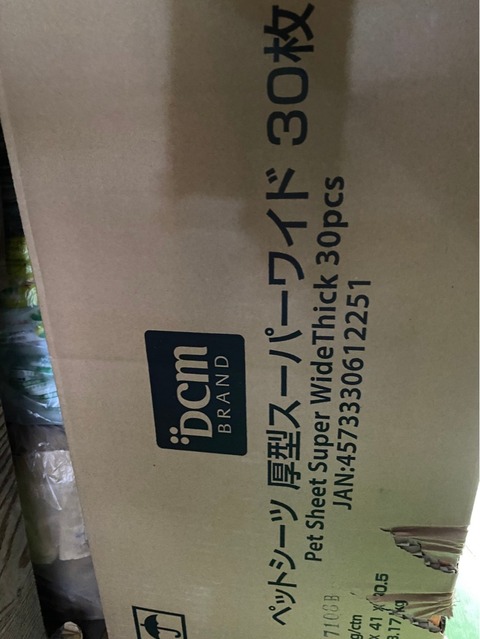 DCM
BRAND
ペットシーツ 厚型スーパーワイド 30枚
Pet Sheet Super WideThick 30pcs
JAN:4573330612251